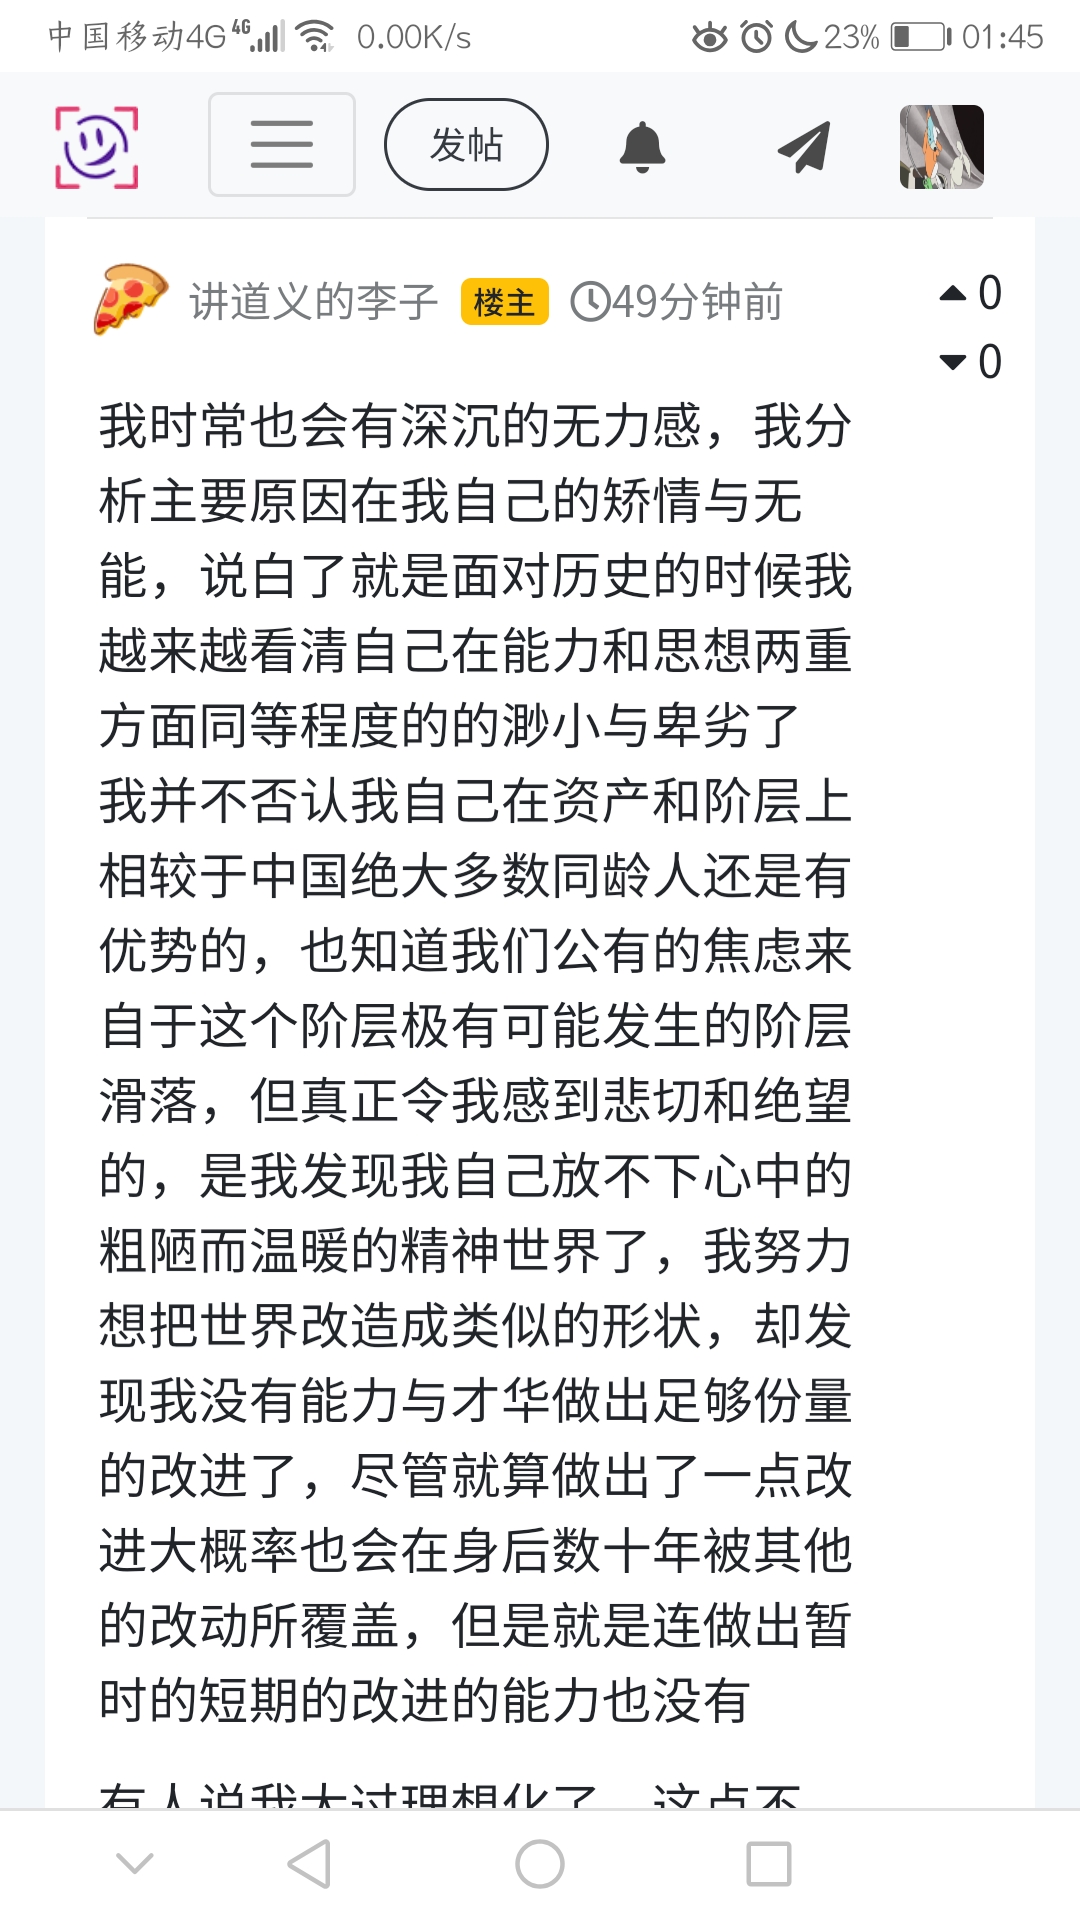 中国移动4G 4G 0.00K/s 23% 01:45
发帖
讲道义的李子 楼主 49分钟前 0
0
我时常也会有深沉的无力感，我分
析主要原因在我自己的矫情与无
能，说白了就是面对历史的时候我
越来越看清自己在能力和思想两重
方面同等程度的的渺小与卑劣了
我并不否认我自己在资产和阶层上
相较于中国绝大多数同龄人还是有
优势的，也知道我们公有的焦虑来
自于这个阶层极有可能发生的阶层
滑落，但真正令我感到悲切和绝望
的，是我发现我自己放不下心中的
粗陋而温暖的精神世界了，我努力
想把世界改造成类似的形状，却发
现我没有能力与才华做出足够份量
的改进了，尽管就算做出了一点改
进大概率也会在身后数十年被其他
的改动所覆盖，但是就是连做出暂
时的短期的改进的能力也没有
有人说我太过理想化了，这点不